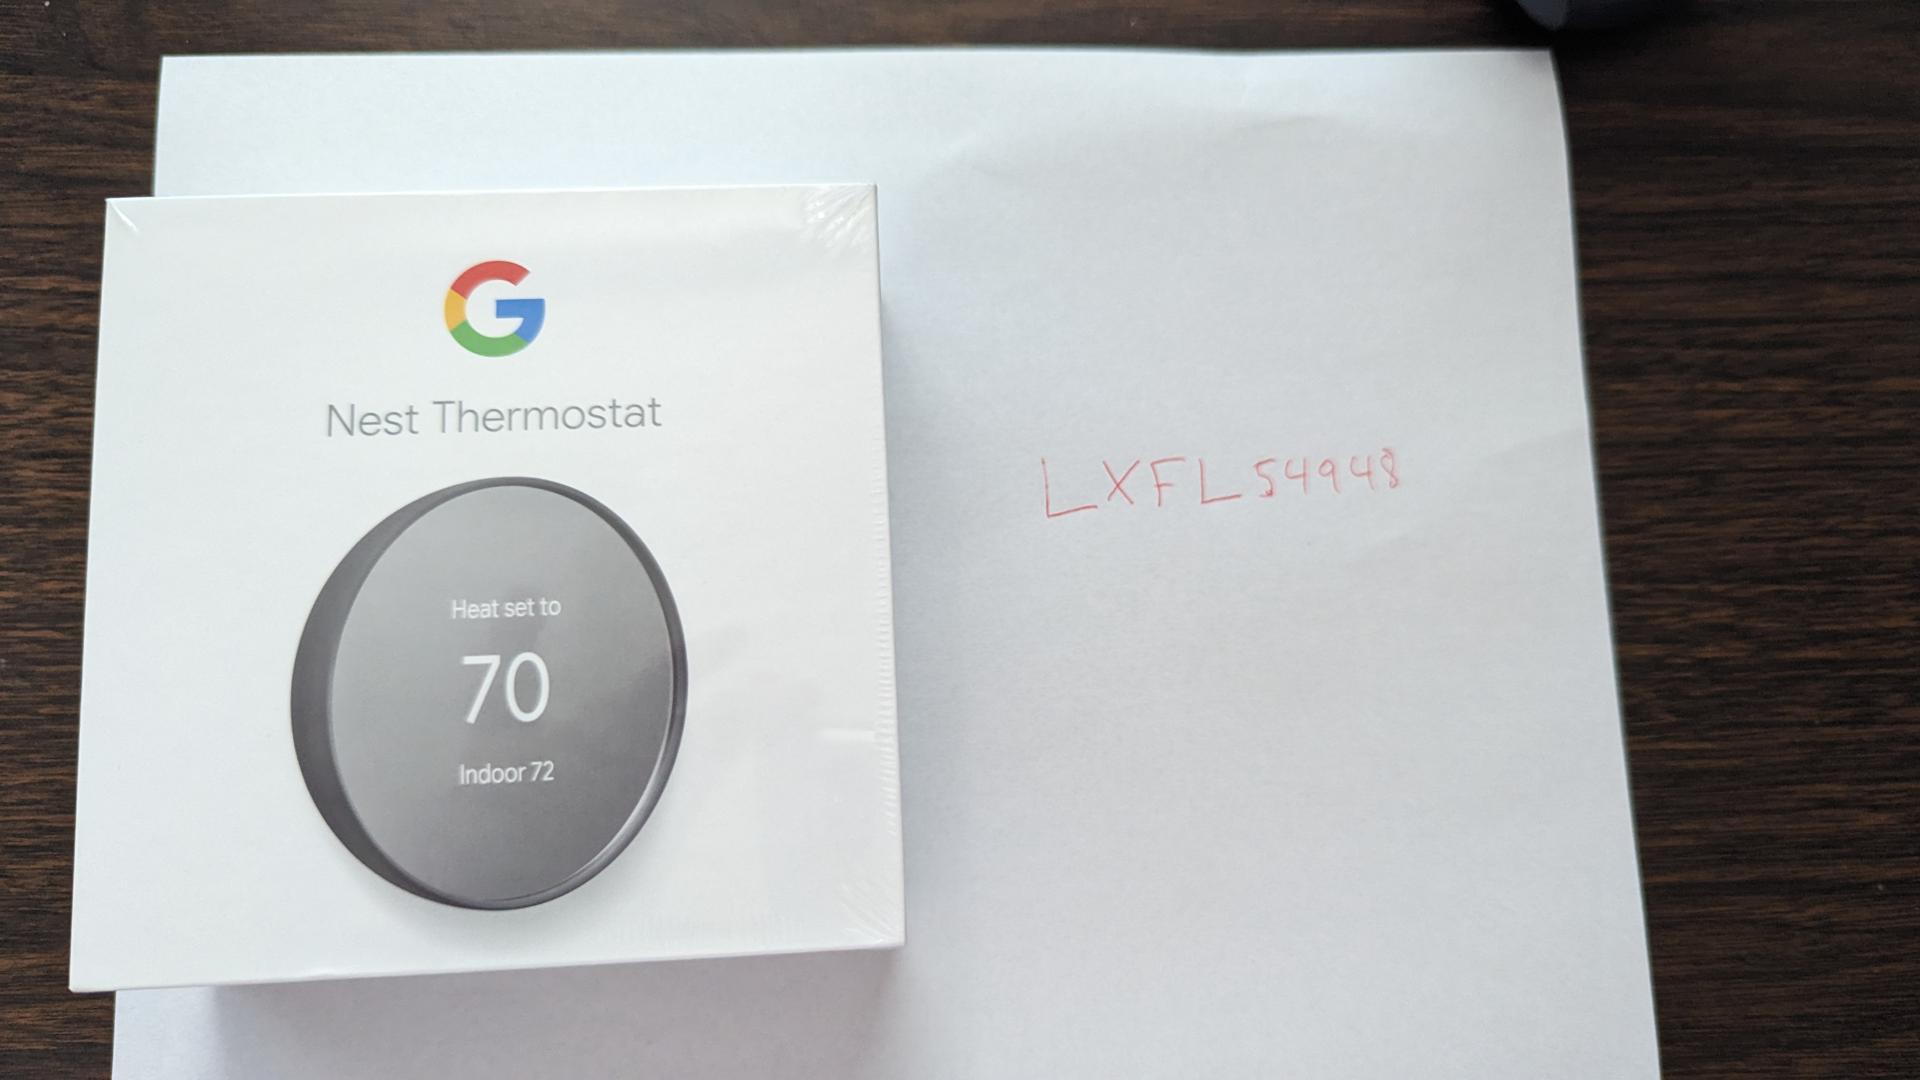 Nest Thermostat
Heat set to
70
Indoor 72
LXFL54948